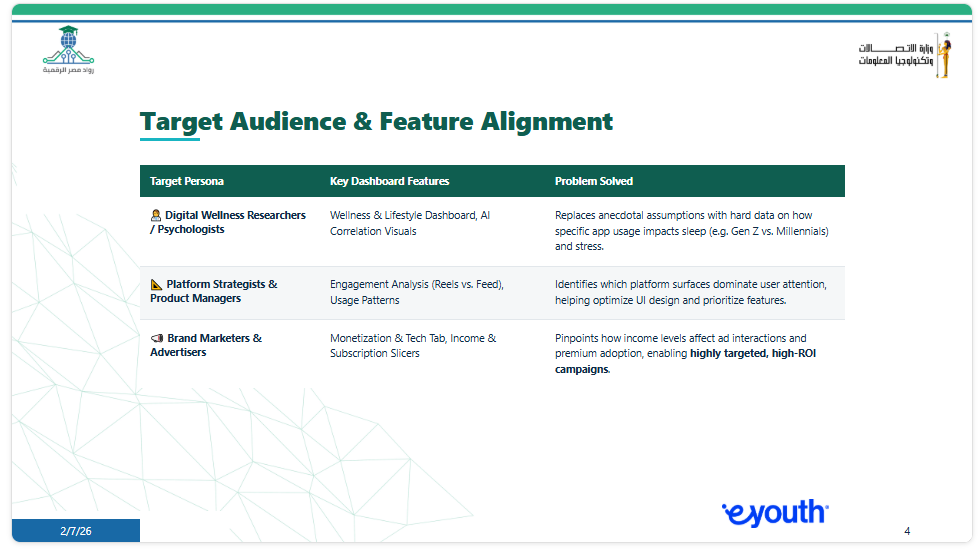 رواد مصر الرقمية
وزارة الاتصـــــالات
وتكنولوجيا المعلومات
Target Audience & Feature Alignment
Target Persona
Key Dashboard Features
Problem Solved
Digital Wellness Researchers
/ Psychologists
Wellness & Lifestyle Dashboard, AI
Correlation Visuals
Replaces anecdotal assumptions with hard data on how
specific app usage impacts sleep (e.g. Gen Z vs. Millennials)
and stress.
Platform Strategists &
Product Managers
Engagement Analysis (Reels vs. Feed),
Usage Patterns
Identifies which platform surfaces dominate user attention,
helping optimize UI design and prioritize features.
Brand Marketers &
Advertisers
Monetization & Tech Tab, Income &
Subscription Slicers
Pinpoints how income levels affect ad interactions and
premium adoption, enabling highly targeted, high-ROI
campaigns.
eyouth
2/7/26
4